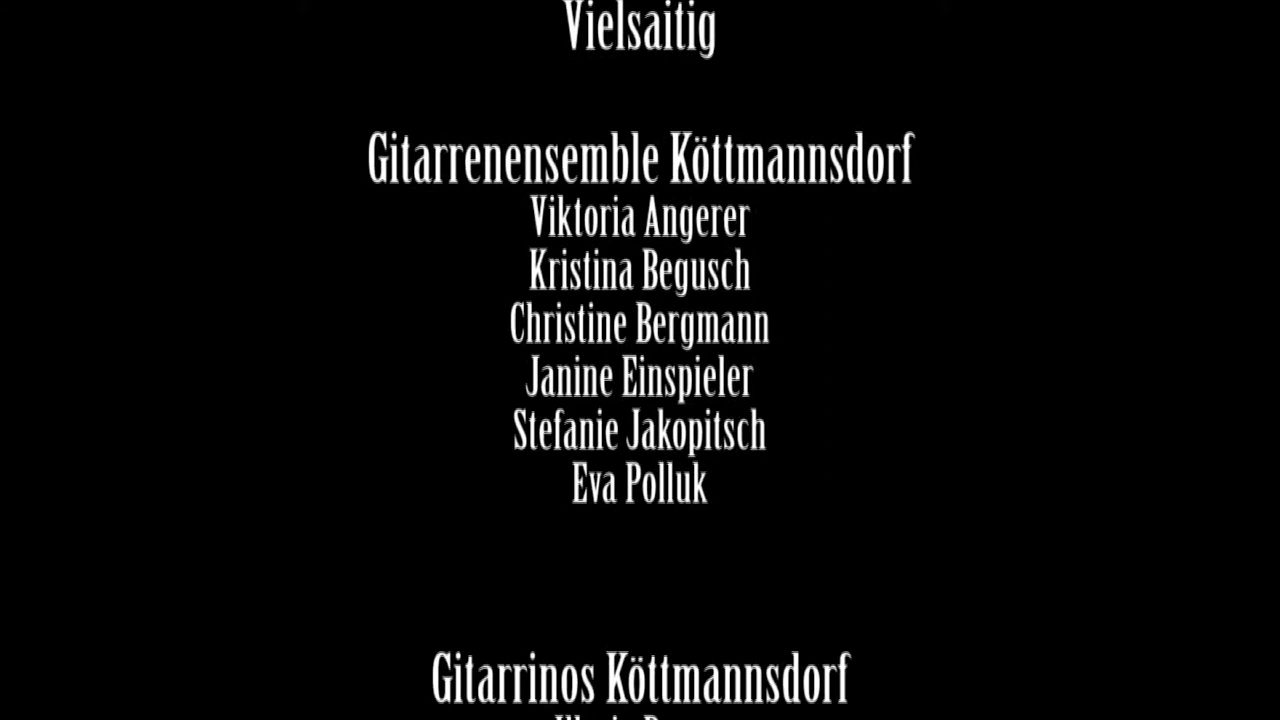 Vielsaitig
Gitarrenensemble Köttmannsdorf
Viktoria Angerer
Kristina Begusch
Christine Bergmann
Janine Einspieler
Stefanie Jakopitsch
Eva Polluk
Gitarrinos Köttmannsdorf